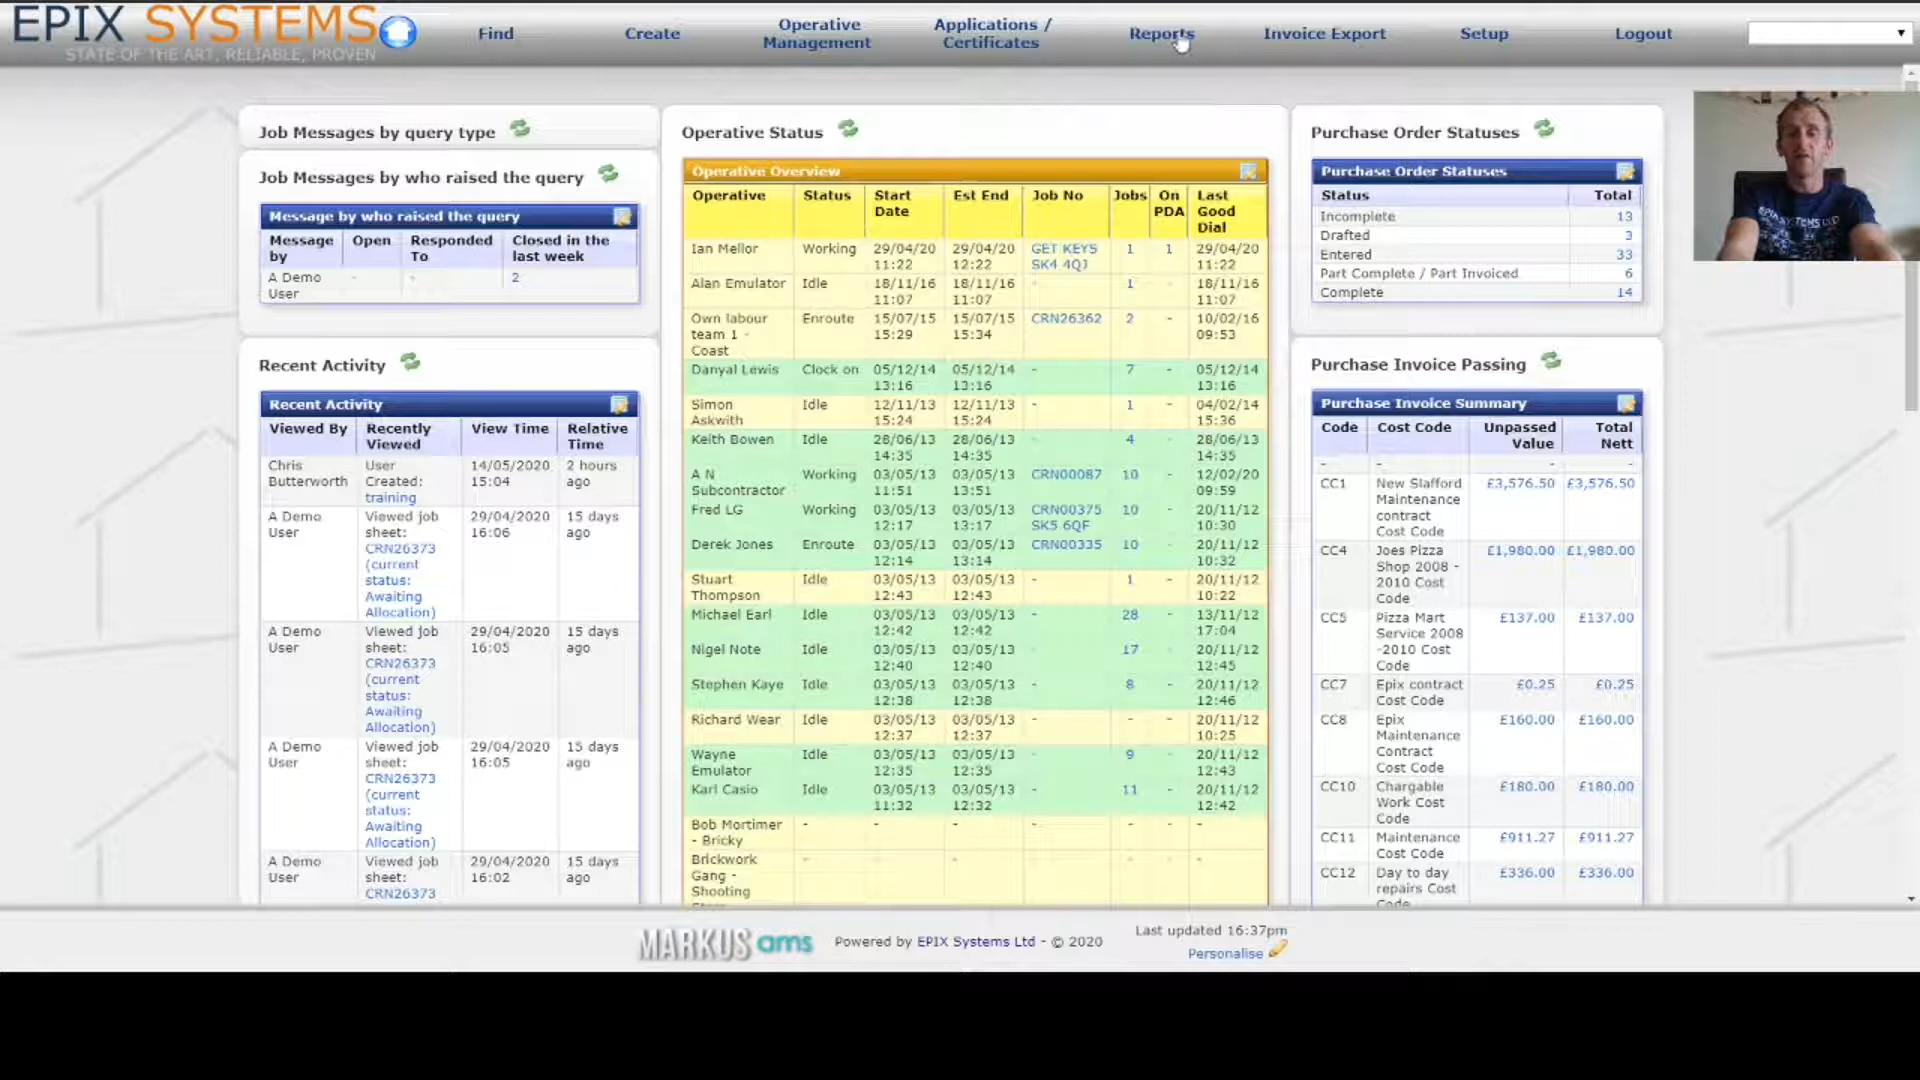 EPIX SYSTEMS
STATE OF THE ART, RELIABLE, PROVEN
Find
Create
Operative
Management
Applications /
Certificates
Reports
Invoice Export
Setup
Logout
Job Messages by query type
Job Messages by who raised the query
Message by who raised the query
Message by | Open | Responded To | Closed in the last week
A Demo User | - | - | 2
Recent Activity
Recent Activity
Viewed By | Recently Viewed | View Time | Relative Time
Chris Butterworth | User Created: training | 14/05/2020 15:04 | 2 hours ago
A Demo User | Viewed job sheet: CRN26373 (current status: Awaiting Allocation) | 29/04/2020 16:06 | 15 days ago
A Demo User | Viewed job sheet: CRN26373 (current status: Awaiting Allocation) | 29/04/2020 16:05 | 15 days ago
A Demo User | Viewed job sheet: CRN26373 (current status: Awaiting Allocation) | 29/04/2020 16:05 | 15 days ago
A Demo User | Viewed job sheet: CRN26373 | 29/04/2020 16:02 | 15 days ago
Operative Status
Operative Overview
Operative | Status | Start Date | Est End | Job No | Jobs | On PDA | Last Good Dial
Ian Mellor | Working | 29/04/20 11:22 | 29/04/20 12:22 | GET KEYS SK4 4QJ | 1 | 1 | 29/04/20 11:22
Alan Emulator | Idle | 18/11/16 11:07 | 18/11/16 11:07 | - | 1 | - | 18/11/16 11:07
Own labour team 1 - Coast | Enroute | 15/07/15 15:29 | 15/07/15 15:34 | CRN26362 | 2 | - | 10/02/16 09:53
Danyal Lewis | Clock on | 05/12/14 13:16 | 05/12/14 13:16 | - | 7 | - | 05/12/14 13:16
Simon Askwith | Idle | 12/11/13 15:24 | 12/11/13 15:24 | - | 1 | - | 04/02/14 15:36
Keith Bowen | Idle | 28/06/13 14:35 | 28/06/13 14:35 | - | 4 | - | 28/06/13 14:35
A N Subcontractor | Working | 03/05/13 11:51 | 03/05/13 13:51 | CRN00087 | 10 | - | 12/02/20 09:59
Fred LG | Working | 03/05/13 12:17 | 03/05/13 13:17 | CRN00375 SK5 6QF | 10 | - | 20/11/12 10:30
Derek Jones | Enroute | 03/05/13 12:14 | 03/05/13 13:14 | CRN00335 | 10 | - | 20/11/12 10:32
Stuart Thompson | Idle | 03/05/13 12:43 | 03/05/13 12:43 | - | 1 | - | 20/11/12 10:22
Michael Earl | Idle | 03/05/13 12:42 | 03/05/13 12:42 | - | 28 | - | 13/11/12 17:04
Nigel Note | Idle | 03/05/13 12:40 | 03/05/13 12:40 | - | 17 | - | 20/11/12 12:45
Stephen Kaye | Idle | 03/05/13 12:38 | 03/05/13 12:38 | - | 8 | - | 20/11/12 12:46
Richard Wear | Idle | 03/05/13 12:37 | 03/05/13 12:37 | - | - | - | 20/11/12 10:25
Wayne Emulator | Idle | 03/05/13 12:35 | 03/05/13 12:35 | - | 9 | - | 20/11/12 12:43
Karl Casio | Idle | 03/05/13 11:32 | 03/05/13 12:32 | - | 11 | - | 20/11/12 12:42
Bob Mortimer - Bricky | - | - | - | - | - | - | -
Brickwork Gang - Shooting | - | - | - | - | - | - | -
Purchase Order Statuses
Purchase Order Statuses
Status | Total
Incomplete | 13
Drafted | 3
Entered | 33
Part Complete / Part Invoiced | 6
Complete | 14
Purchase Invoice Passing
Purchase Invoice Summary
Code | Cost Code | Unpassed Value | Total Nett
- | - | - | -
CC1 | New Slafford Maintenance contract Cost Code | £3,576.50 | £3,576.50
CC4 | Joes Pizza Shop 2008 - 2010 Cost Code | £1,980.00 | £1,980.00
CC5 | Pizza Mart Service 2008 -2010 Cost Code | £137.00 | £137.00
CC7 | Epix contract Cost Code | £0.25 | £0.25
CC8 | Epix Maintenance Contract Cost Code | £160.00 | £160.00
CC10 | Chargable Work Cost Code | £180.00 | £180.00
CC11 | Maintenance Cost Code | £911.27 | £911.27
CC12 | Day to day repairs Cost | £336.00 | £336.00
EPIX SYSTEMS LTD
MARKUS ams
Powered by EPIX Systems Ltd - © 2020
Last updated 16:37pm
Personalise